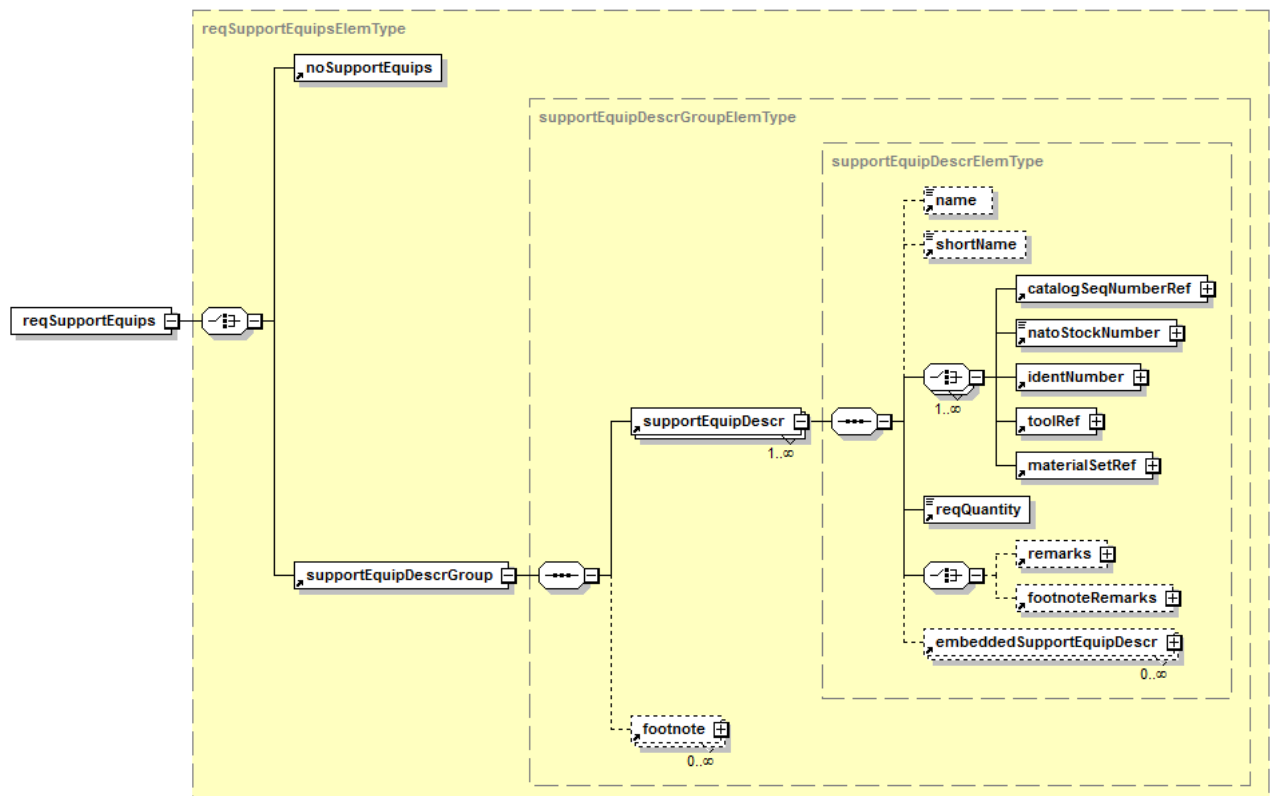 reqSupportEquipsElemType
noSupportEquips
supportEquipDescrGroupElemType
supportEquipDescrElemType
name
shortName
catalogSeqNumberRef
natoStockNumber
reqSupportEquips
identNumber
1..∞
toolRef
supportEquipDescr
1..∞
materialSetRef
reqQuantity
remarks
supportEquipDescrGroup
footnoteRemarks
embeddedSupportEquipDescr
0..∞
footnote
0..∞